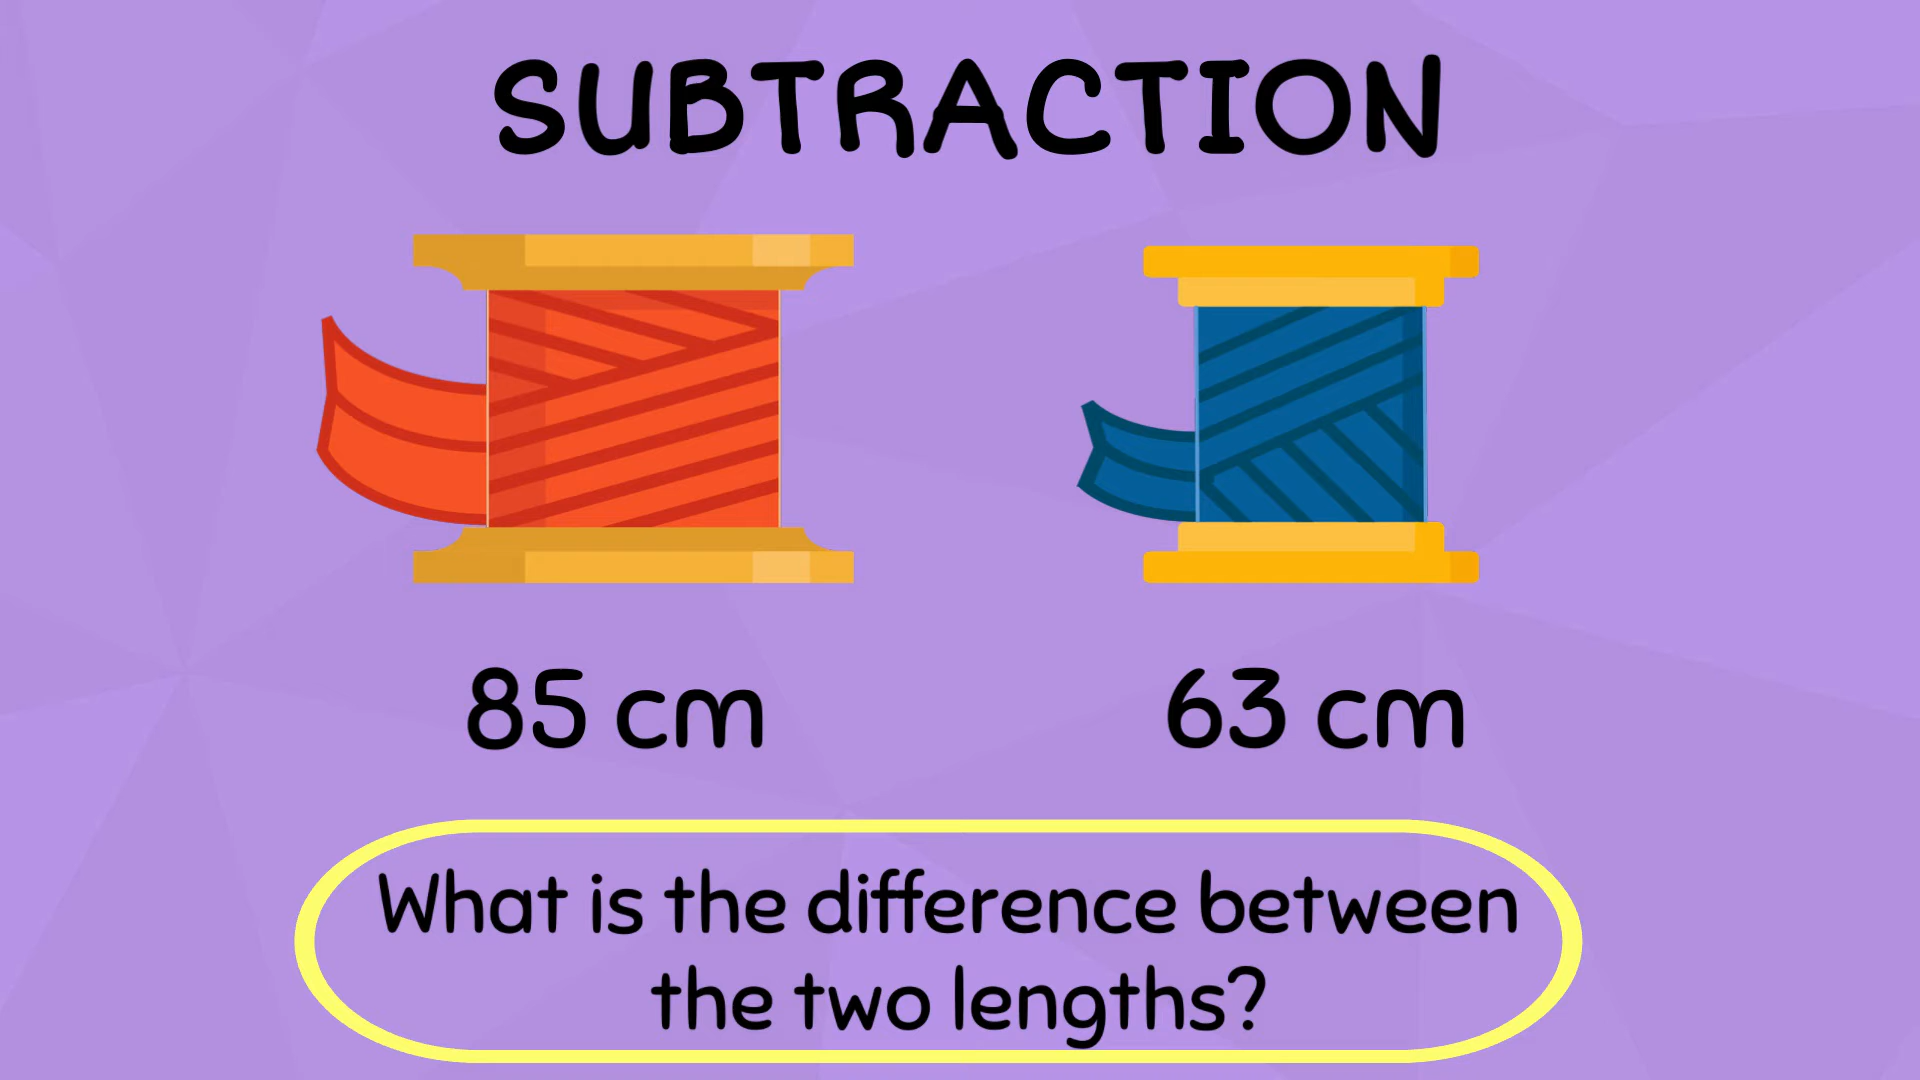 SUBTRACTION
85 cm
63 cm
What is the difference between
the two lengths?